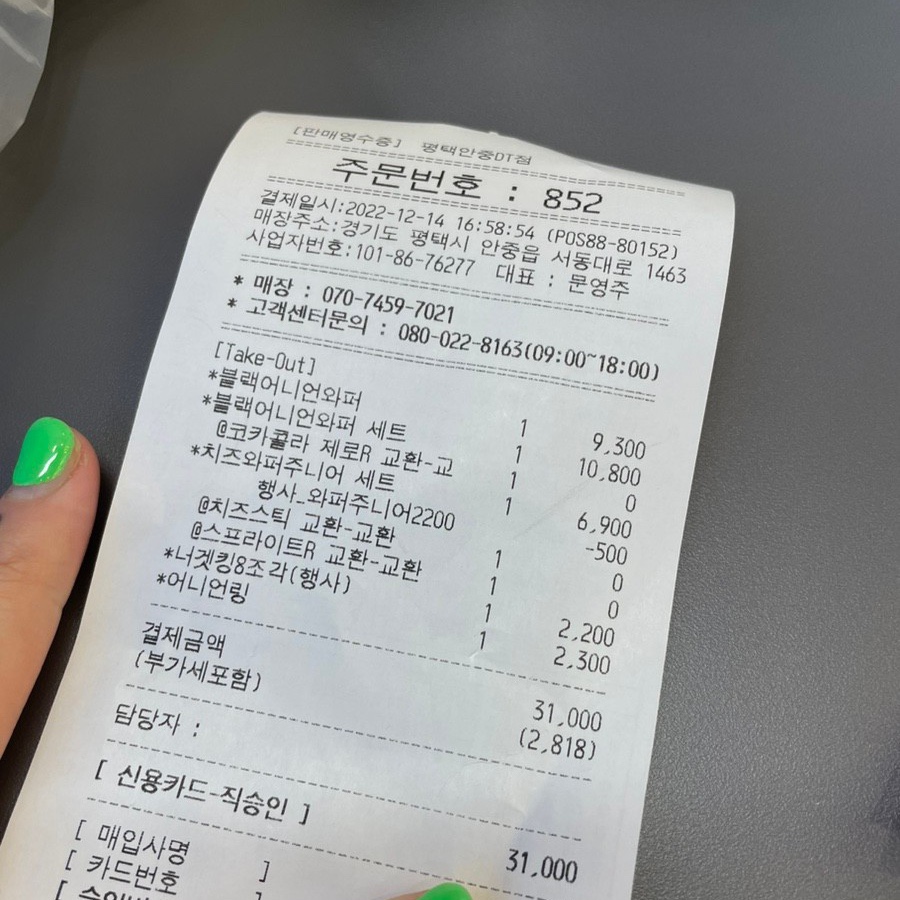 [판매영수증] 평택안중DT점
주문번호 : 852
결제일시:2022-12-14 16:58:54 (POS88-80152)
매장주소:경기도 평택시 안중읍 서동대로 1463
사업자번호:101-86-76277 대표 : 문영주
* 매장 : 070-7459-7021
* 고객센터문의 : 080-022-8163(09:00~18:00)
[Take-Out]
*블랙어니언와퍼 1 9,300
*블랙어니언와퍼 세트 1 10,800
@코카콜라 제로R 교환-교 1 0
*치즈와퍼주니어 세트 1 6,900
행사_와퍼주니어2200 -500
@치즈스틱 교환-교환 1 0
@스프라이트R 교환-교환 1 0
*너겟킹8조각(행사) 1 2,200
*어니언링 1 2,300
결제금액 31,000
(부가세포함) (2,818)
담당자 :
[ 신용카드-직승인 ] 31,000
[ 매입사명 ]
[ 카드번호 ]